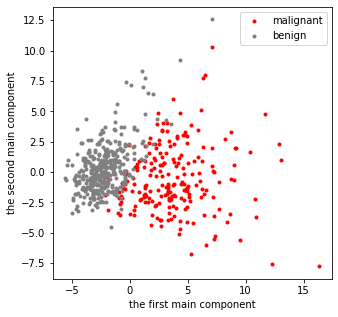 malignant
benign
12.5
10.0
7.5
5.0
2.5
0.0
−2.5
−5.0
−7.5
the second main component
−5 0 5 10 15
the first main component